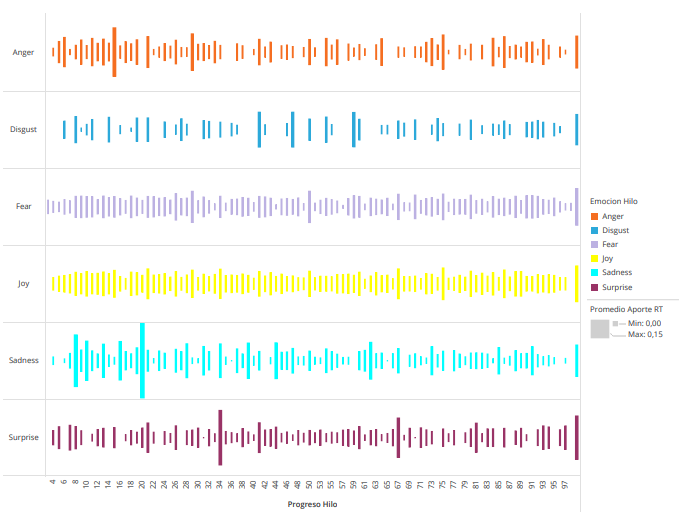 Anger
Disgust
Fear
Joy
Sadness
Surprise
4 6 8 10 12 14 16 18 20 22 24 26 28 30 32 34 36 38 40 42 44 46 48 50 53 55 57 59 61 63 65 67 69 71 73 75 77 79 81 83 85 87 89 91 93 95 97
Progreso Hilo
Emocion Hilo
Anger
Disgust
Fear
Joy
Sadness
Surprise
Promedio Aporte RT
Min: 0,00
Max: 0,15